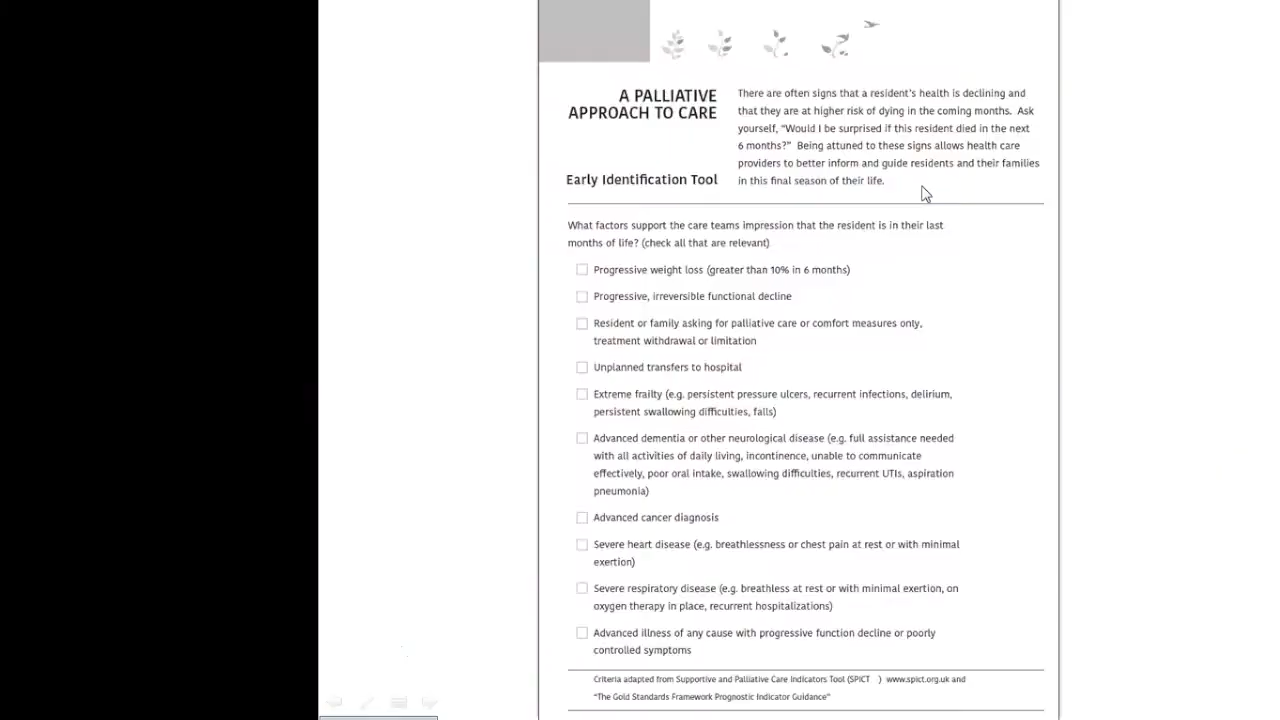 A PALLIATIVE
APPROACH TO CARE
Early Identification Tool
There are often signs that a resident's health is declining and
that they are at higher risk of dying in the coming months. Ask
yourself, "Would I be surprised if this resident died in the next
6 months?" Being attuned to these signs allows health care
providers to better inform and guide residents and their families
in this final season of their life.
What factors support the care teams impression that the resident is in their last
months of life? (check all that are relevant)
Progressive weight loss (greater than 10% in 6 months)
Progressive, irreversible functional decline
Resident or family asking for palliative care or comfort measures only,
treatment withdrawal or limitation
Unplanned transfers to hospital
Extreme frailty (e.g. persistent pressure ulcers, recurrent infections, delirium,
persistent swallowing difficulties, falls)
Advanced dementia or other neurological disease (e.g. full assistance needed
with all activities of daily living, incontinence, unable to communicate
effectively, poor oral intake, swallowing difficulties, recurrent UTIs, aspiration
pneumonia)
Advanced cancer diagnosis
Severe heart disease (e.g. breathlessness or chest pain at rest or with minimal
exertion)
Severe respiratory disease (e.g. breathless at rest or with minimal exertion, on
oxygen therapy in place, recurrent hospitalizations)
Advanced illness of any cause with progressive function decline or poorly
controlled symptoms
Criteria adapted from Supportive and Palliative Care Indicators Tool (SPICT ) www.spict.org.uk and
"The Gold Standards Framework Prognostic Indicator Guidance"